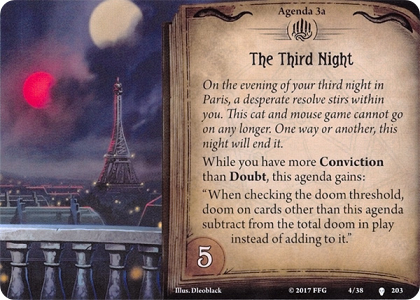 Agenda 3a
The Third Night
On the evening of your third night in
Paris, a desperate resolve stirs within
you. This cat and mouse game cannot go
on any longer. One way or another, this
night will end it.
While you have more Conviction
than Doubt, this agenda gains:
“When checking the doom threshold,
doom on cards other than this agenda
subtract from the total doom in play
instead of adding to it.”
5
Illus. Dleoblack
© 2017 FFG
4/38
203